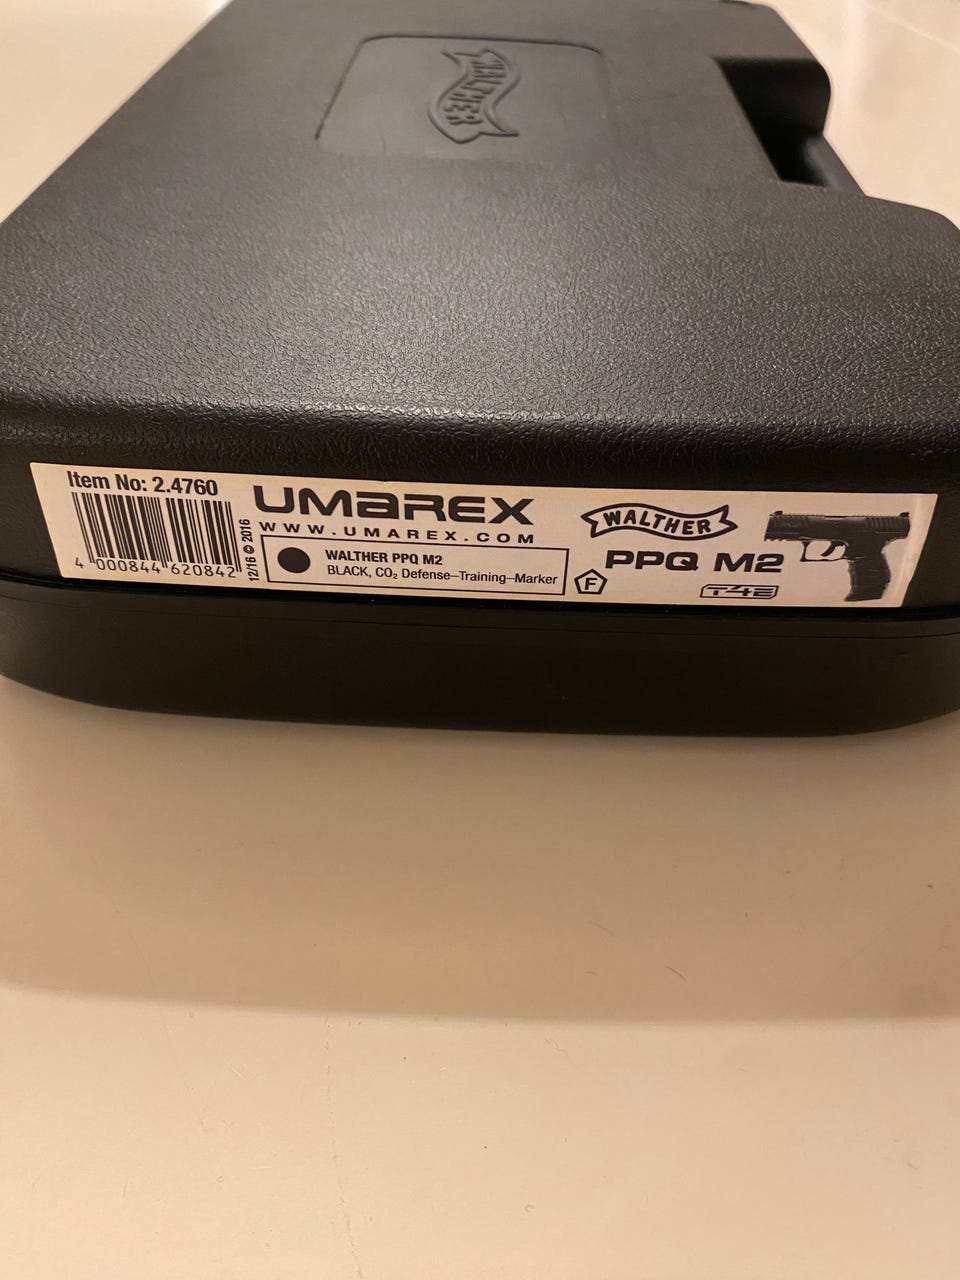 WALTHER
Item No: 2.4760
4 000844 620842
12/16 © 2016
UMAREX
WWW.UMAREX.COM
WALTHER PPQ M2
BLACK, CO₂ Defense–Training–Marker
F
WALTHER
PPQ M2
T4E